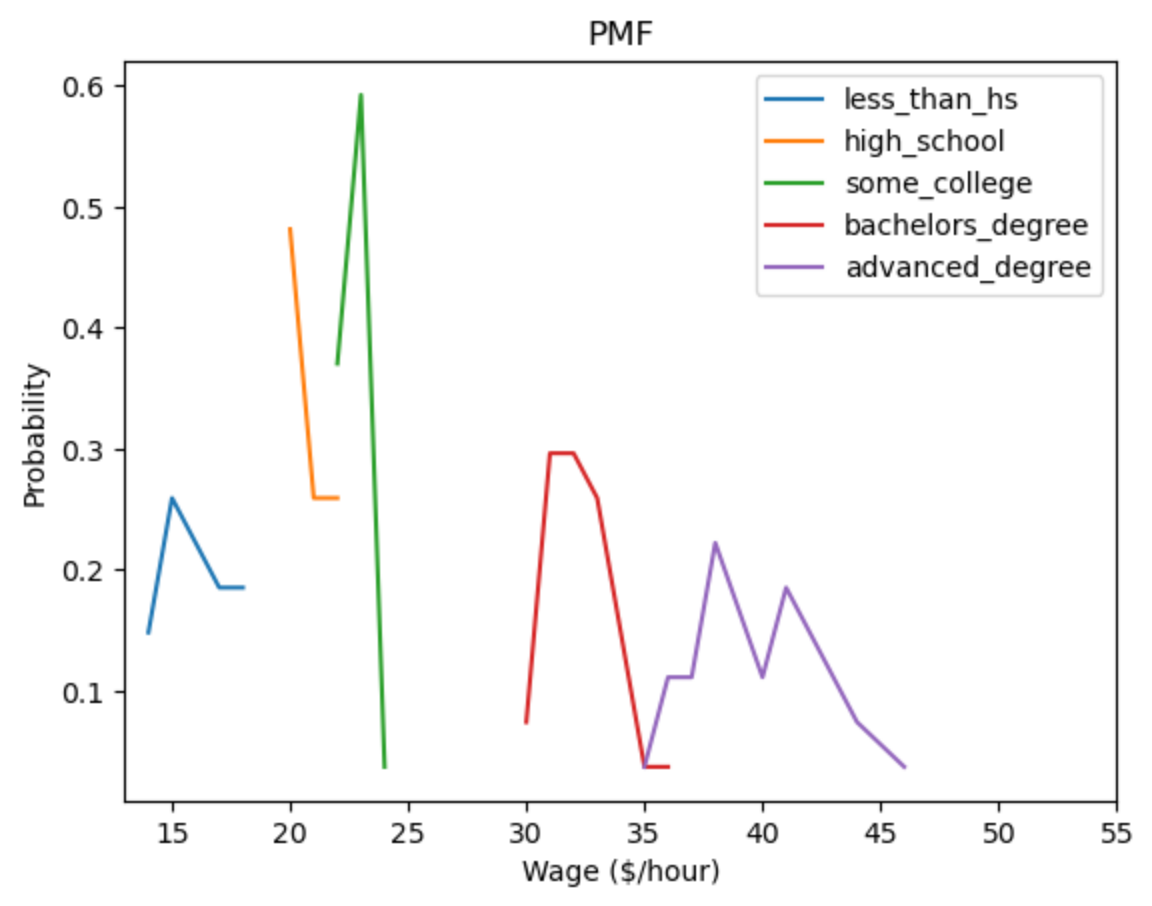 PMF
less_than_hs
high_school
some_college
bachelors_degree
advanced_degree
0.6
0.5
0.4
0.3
0.2
0.1
Probability
15 20 25 30 35 40 45 50 55
Wage ($/hour)